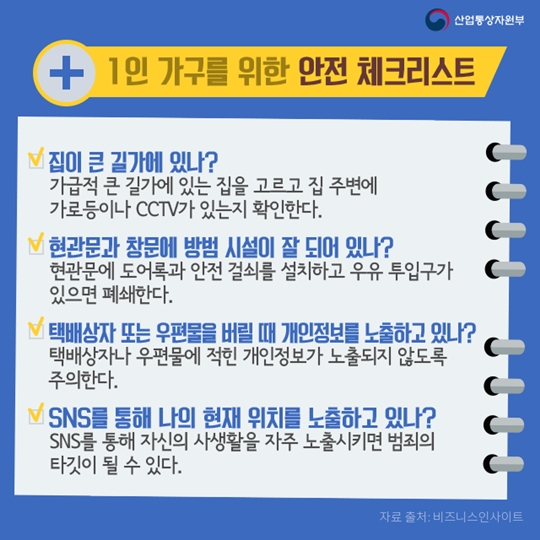 산업통상자원부
1인 가구를 위한 안전 체크리스트
집이 큰 길가에 있나?
가급적 큰 길가에 있는 집을 고르고 집 주변에
가로등이나 CCTV가 있는지 확인한다.
현관문과 창문에 방범 시설이 잘 되어 있나?
현관문에 도어록과 안전 걸쇠를 설치하고 우유 투입구가
있으면 폐쇄한다.
택배상자 또는 우편물을 버릴 때 개인정보를 노출하고 있나?
택배상자나 우편물에 적힌 개인정보가 노출되지 않도록
주의한다.
SNS를 통해 나의 현재 위치를 노출하고 있나?
SNS를 통해 자신의 사생활을 자주 노출시키면 범죄의
타깃이 될 수 있다.
자료 출처: 비즈니스인사이트